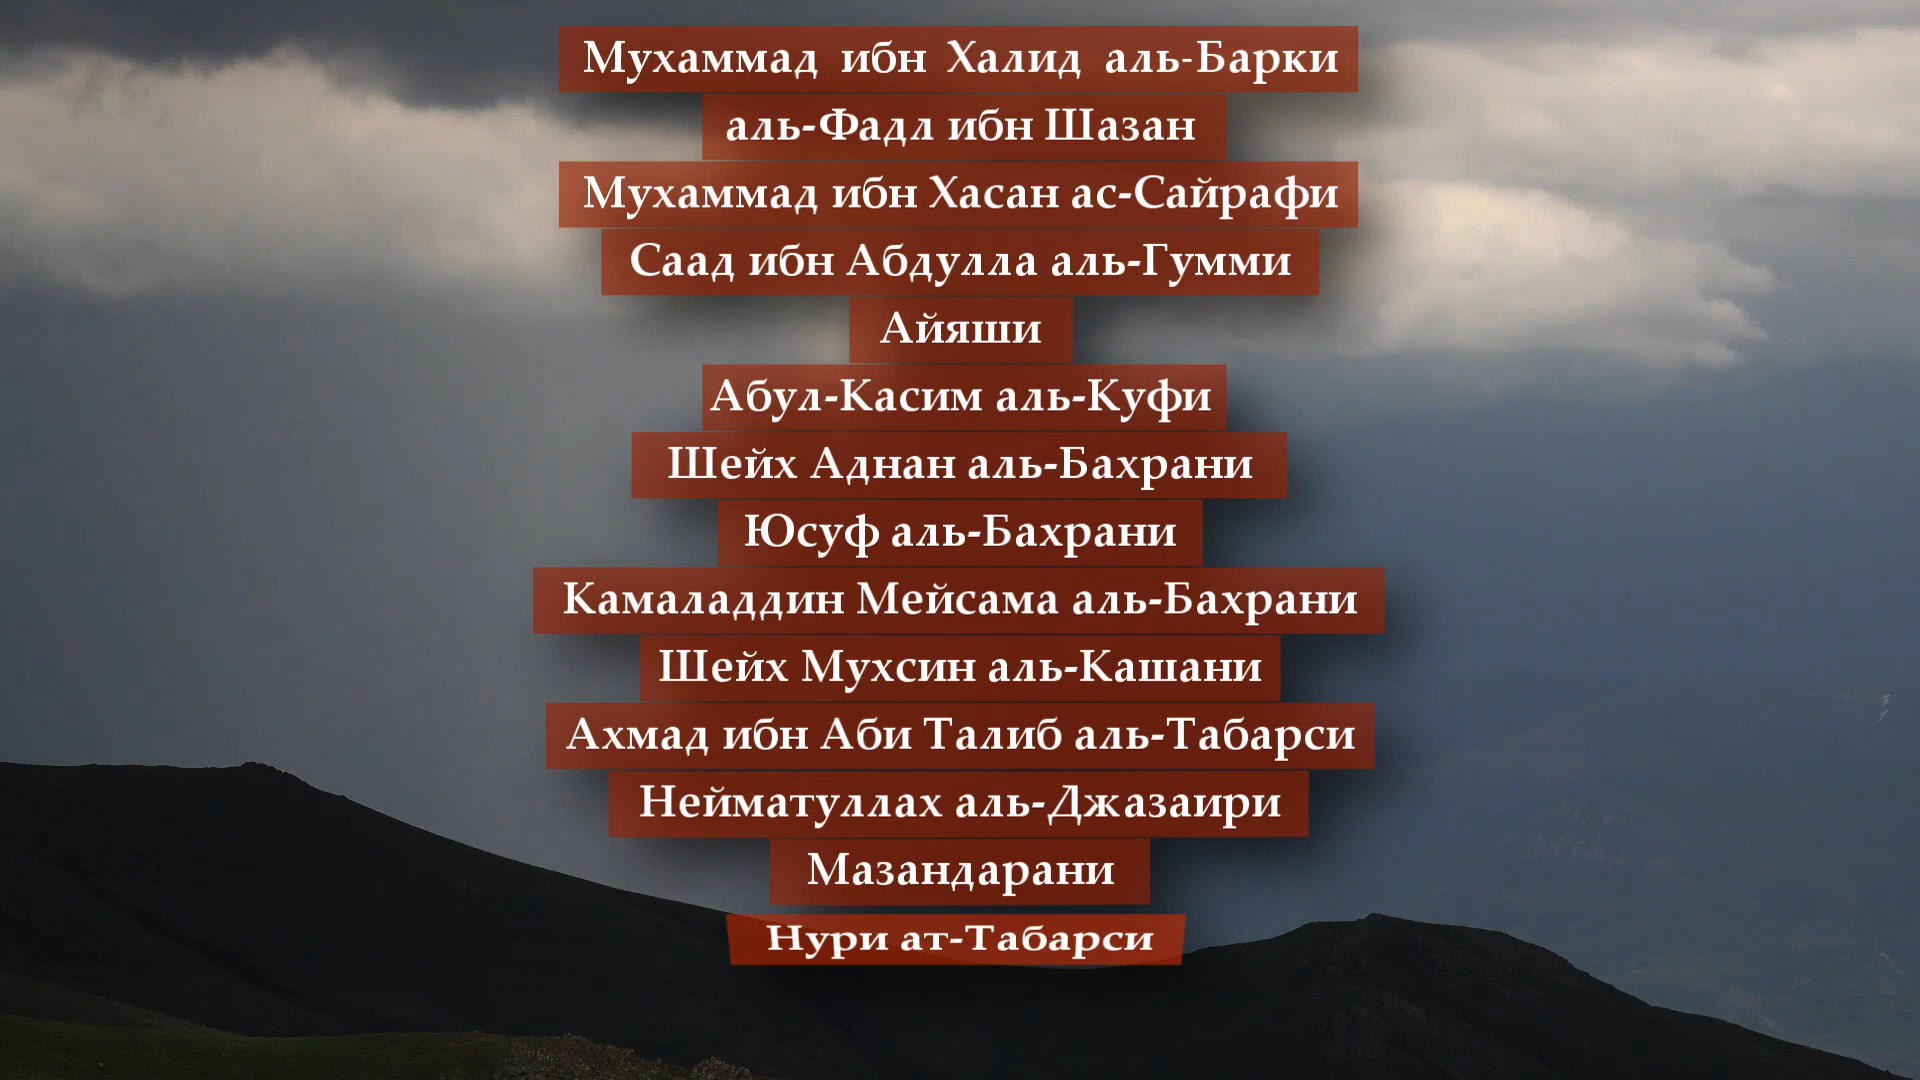 Мухаммад ибн Халид аль-Барки
аль-Фадл ибн Шазан
Мухаммад ибн Хасан ас-Сайрафи
Саад ибн Абдулла аль-Гумми
Айяши
Абул-Касим аль-Куфи
Шейх Аднан аль-Бахрани
Юсуф аль-Бахрани
Камаладдин Мейсама аль-Бахрани
Шейх Мухсин аль-Кашани
Ахмад ибн Аби Талиб аль-Табарси
Нейматуллах аль-Джазаири
Мазандарани
Нури ат-Табарси